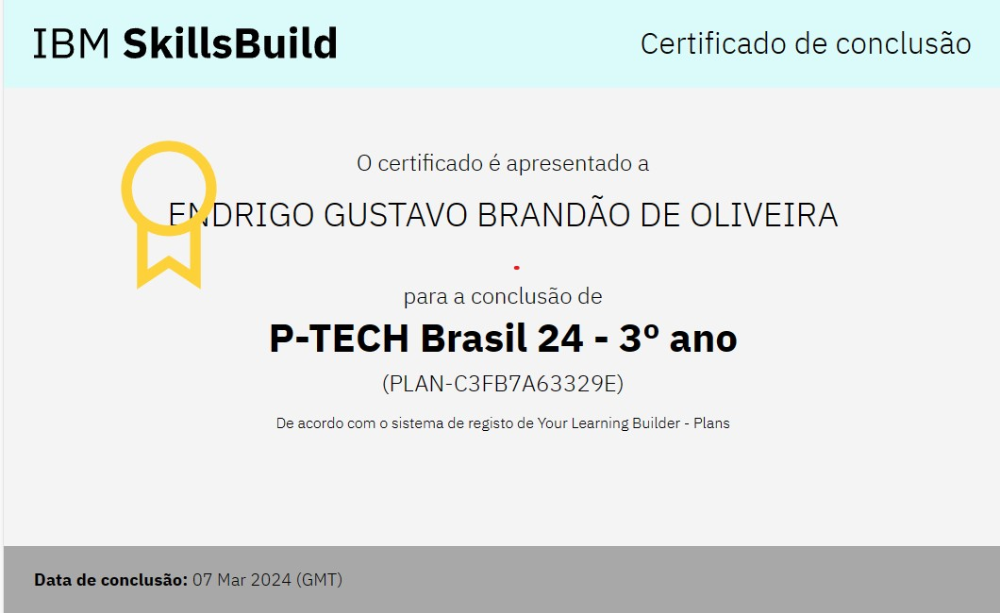 IBM SkillsBuild
Certificado de conclusão
O certificado é apresentado a
ENDRIGO GUSTAVO BRANDÃO DE OLIVEIRA
para a conclusão de
P-TECH Brasil 24 - 3º ano
(PLAN-C3FB7A63329E)
De acordo com o sistema de registo de Your Learning Builder - Plans
Data de conclusão: 07 Mar 2024 (GMT)